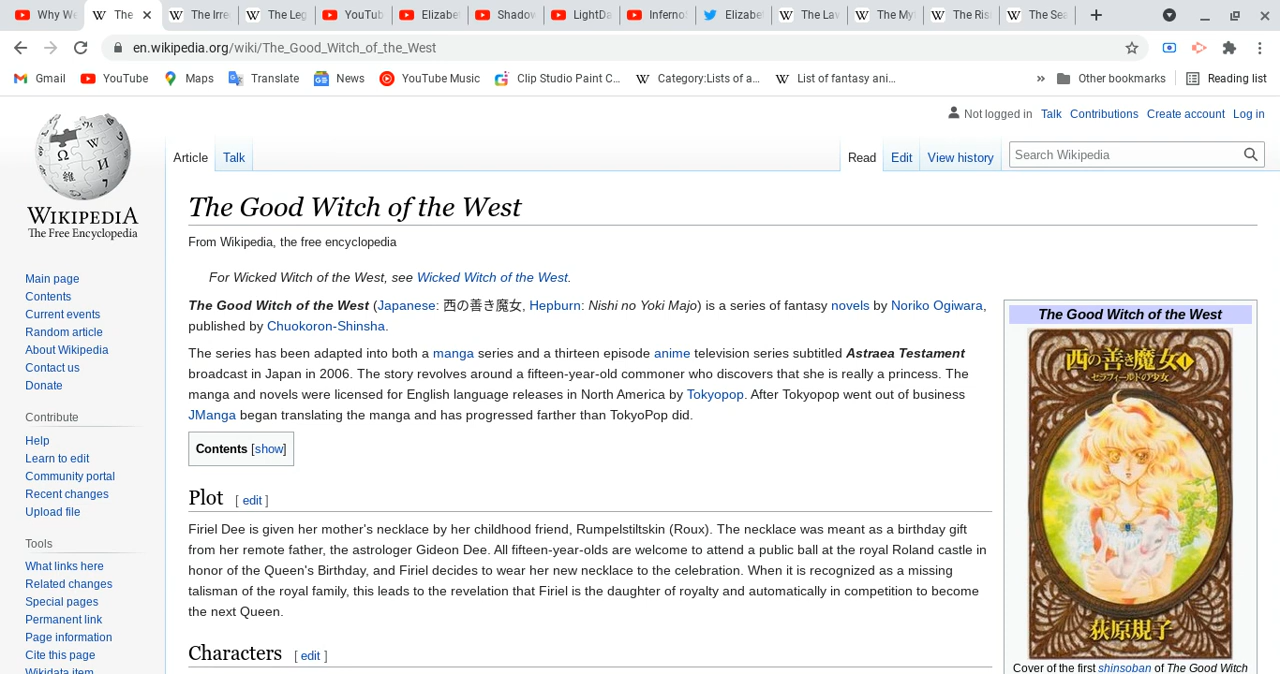 Why We
The
The Irre
The Leg
YouTub
Elizabet
Shadow
LightDa
Inferno
Elizabet
The Law
The My
The Ris
The Sea
en.wikipedia.org/wiki/The_Good_Witch_of_the_West
Gmail
YouTube
Maps
Translate
News
YouTube Music
Clip Studio Paint C...
Category:Lists of a...
List of fantasy ani...
»
Other bookmarks
Reading list
Not logged in
Talk
Contributions
Create account
Log in
Article
Talk
Read
Edit
View history
Search Wikipedia
WIKIPEDIA
The Free Encyclopedia
Main page
Contents
Current events
Random article
About Wikipedia
Contact us
Donate
Contribute
Help
Learn to edit
Community portal
Recent changes
Upload file
Tools
What links here
Related changes
Special pages
Permanent link
Page information
Cite this page
Wikidata item
The Good Witch of the West
From Wikipedia, the free encyclopedia
For Wicked Witch of the West, see Wicked Witch of the West.
The Good Witch of the West (Japanese: 西の善き魔女, Hepburn: Nishi no Yoki Majo) is a series of fantasy novels by Noriko Ogiwara,
published by Chuokoron-Shinsha.
The series has been adapted into both a manga series and a thirteen episode anime television series subtitled Astraea Testament
broadcast in Japan in 2006. The story revolves around a fifteen-year-old commoner who discovers that she is really a princess. The
manga and novels were licensed for English language releases in North America by Tokyopop. After Tokyopop went out of business
JManga began translating the manga and has progressed farther than TokyoPop did.
Contents [show]
Plot [ edit ]
Firiel Dee is given her mother's necklace by her childhood friend, Rumpelstiltskin (Roux). The necklace was meant as a birthday gift
from her remote father, the astrologer Gideon Dee. All fifteen-year-olds are welcome to attend a public ball at the royal Roland castle in
honor of the Queen's Birthday, and Firiel decides to wear her new necklace to the celebration. When it is recognized as a missing
talisman of the royal family, this leads to the revelation that Firiel is the daughter of royalty and automatically in competition to become
the next Queen.
Characters [ edit ]
The Good Witch of the West
西の善き魔女1
セラフィールドの少女
荻原規子
Cover of the first shinsoban of The Good Witch